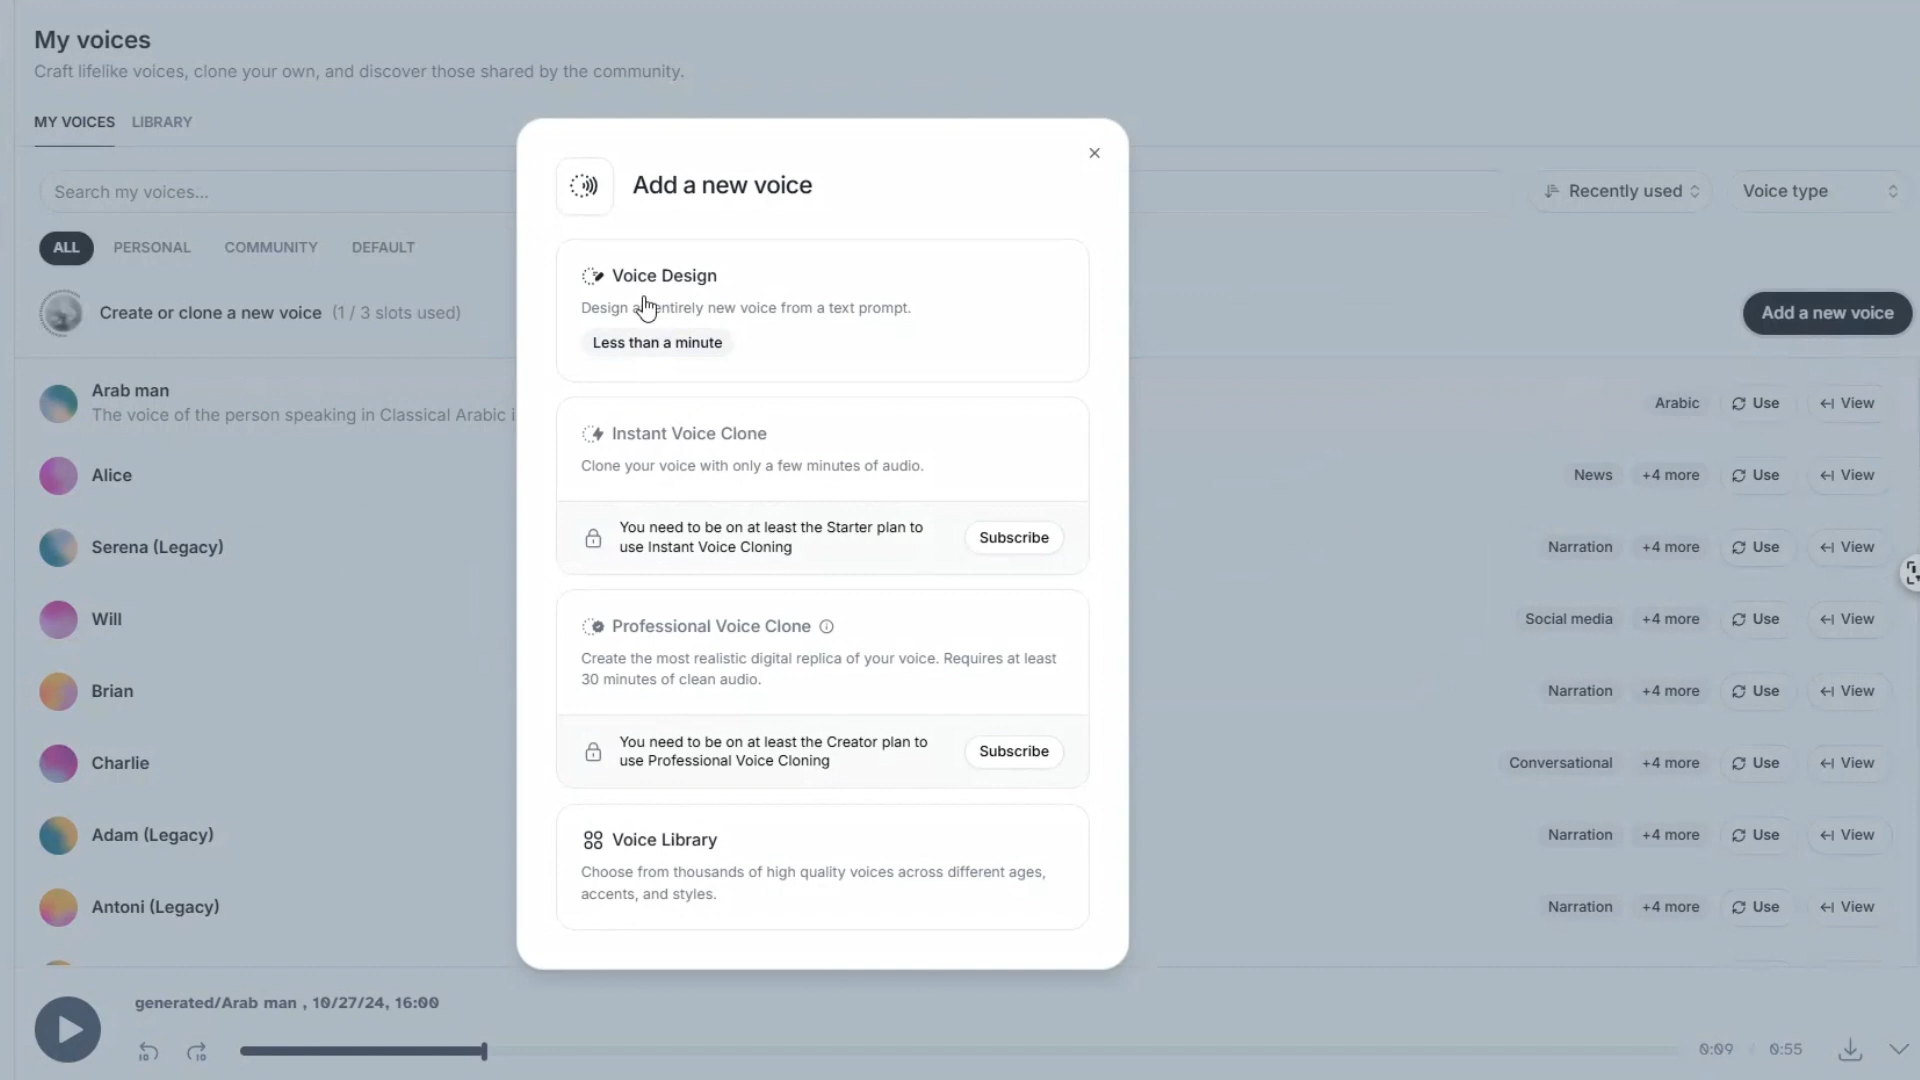 My voices
Craft lifelike voices, clone your own, and discover those shared by the community.
MY VOICES LIBRARY
Search my voices...
Recently used
Voice type
ALL PERSONAL COMMUNITY DEFAULT
Create or clone a new voice (1 / 3 slots used)
Add a new voice
Arab man
The voice of the person speaking in Classical Arabic i
Arabic Use View
Alice
News +4 more Use View
Serena (Legacy)
Narration +4 more Use View
Will
Social media +4 more Use View
Brian
Narration +4 more Use View
Charlie
Conversational +4 more Use View
Adam (Legacy)
Narration +4 more Use View
Antoni (Legacy)
Narration +4 more Use View
Add a new voice
Voice Design
Design entirely new voice from a text prompt.
Less than a minute
Instant Voice Clone
Clone your voice with only a few minutes of audio.
You need to be on at least the Starter plan to
use Instant Voice Cloning
Subscribe
Professional Voice Clone
Create the most realistic digital replica of your voice. Requires at least
30 minutes of clean audio.
You need to be on at least the Creator plan to
use Professional Voice Cloning
Subscribe
Voice Library
Choose from thousands of high quality voices across different ages,
accents, and styles.
generated/Arab man , 10/27/24, 16:00
10 10
0:09 0:55